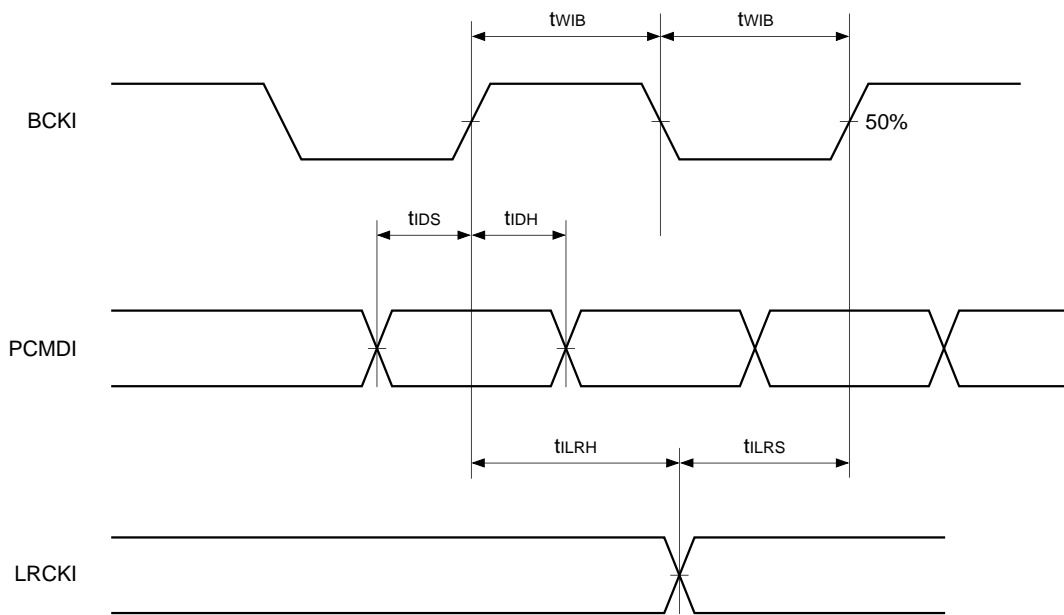 tWIB tWIB
BCKI
50%
tIDS tIDH
PCMDI
tILRH tILRS
LRCKI